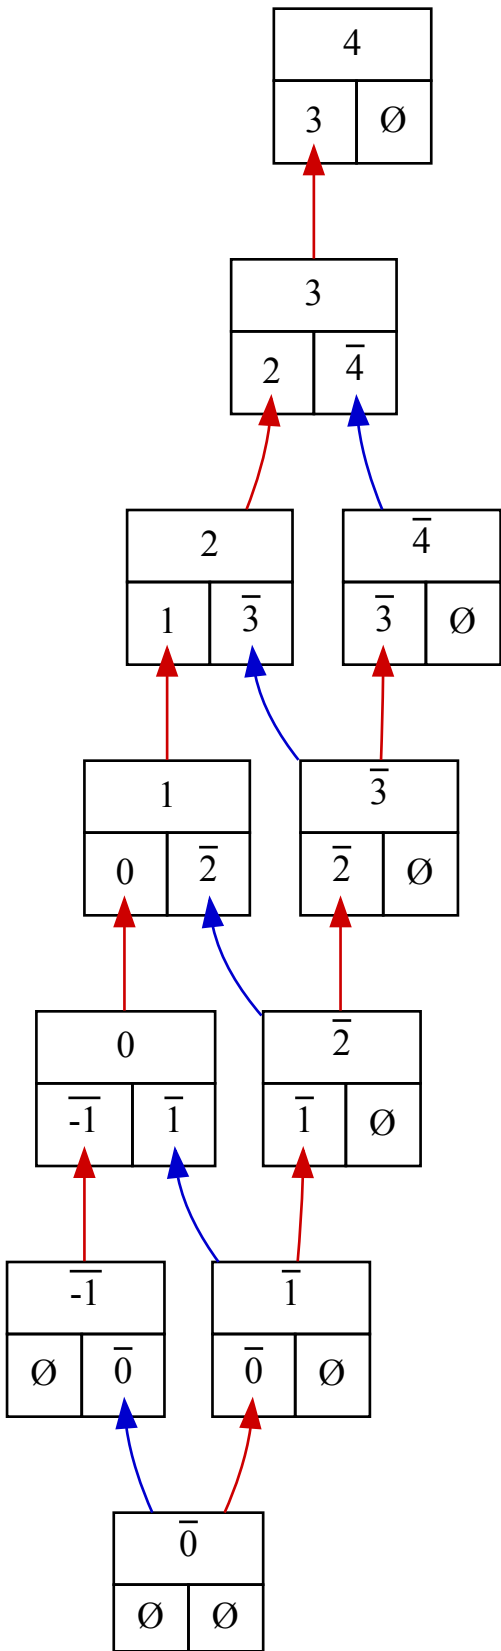 4
3 Ø
3
2 4̅
2 4̅
1 3̅ 3̅ Ø
1 3̅
0 2̅ 2̅ Ø
0 2̅
-̅1̅ 1̅ 1̅ Ø
-̅1̅ 1̅
Ø 0̅ 0̅ Ø
0̅
Ø Ø